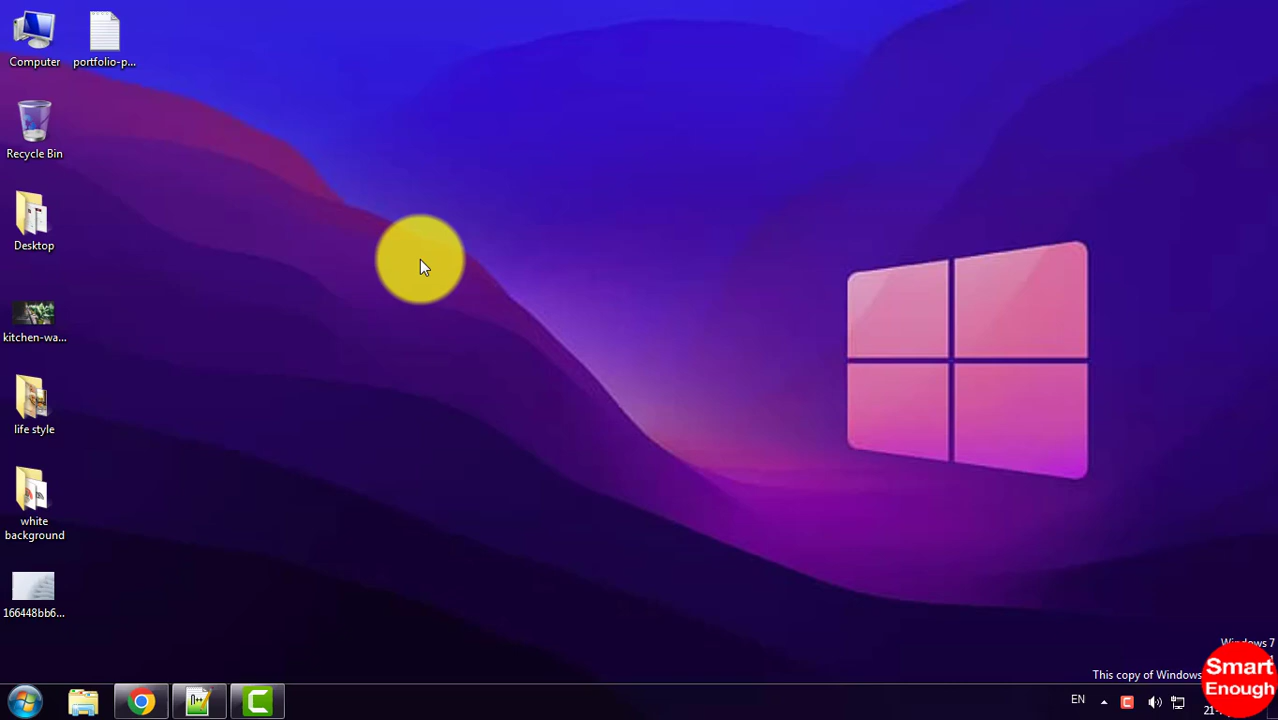 Computer
portfolio-p...
Recycle Bin
Desktop
kitchen-wa...
life style
white
background
166448bb6...
Windows 7
This copy of Windows
EN
Smart
Enough